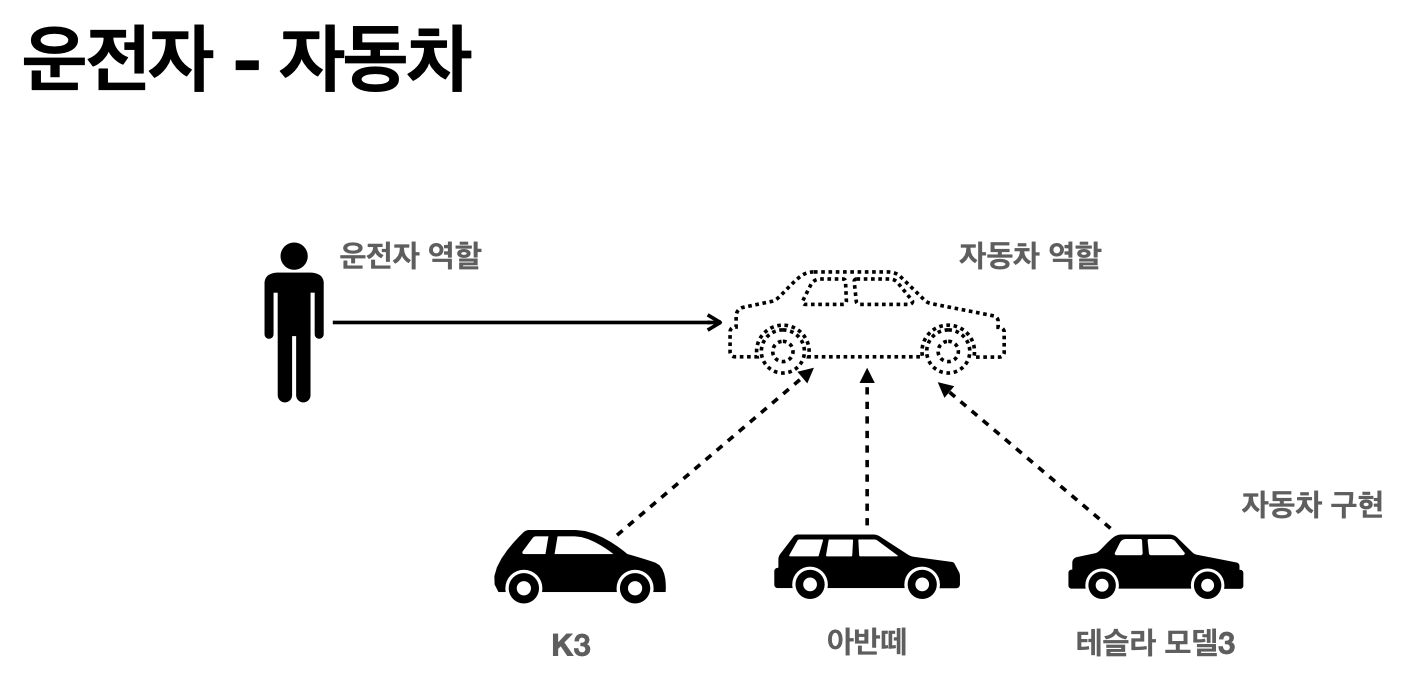 운전자 - 자동차
운전자 역할
자동차 역할
자동차 구현
K3
아반떼
테슬라 모델3